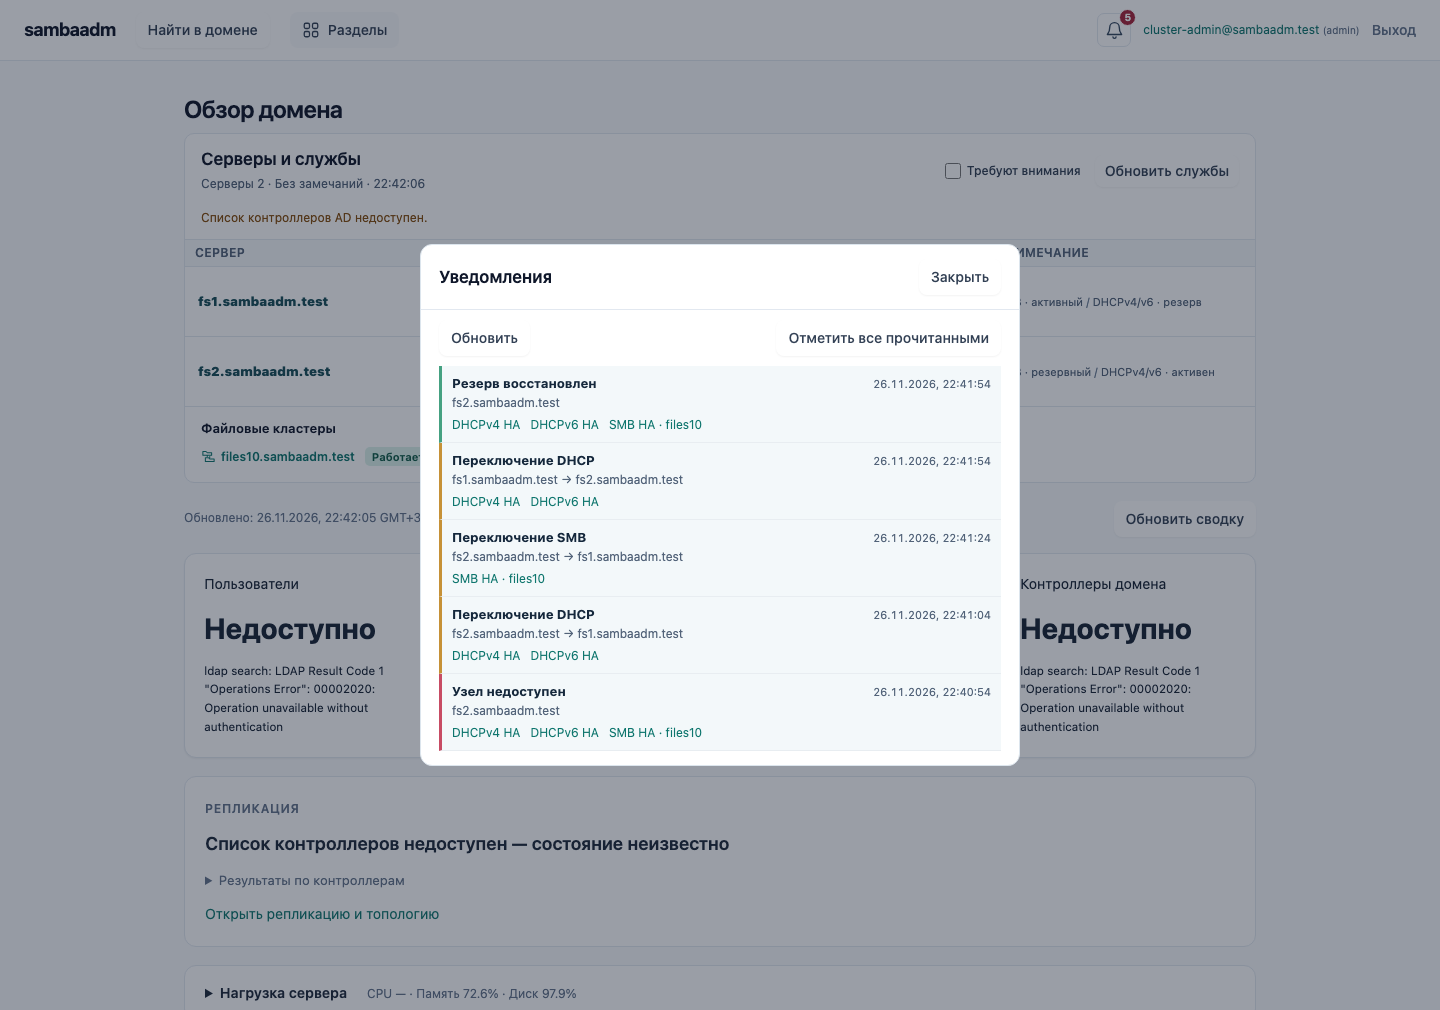 sambaadm
Найти в домене
Разделы
5
cluster-admin@sambaadm.test (admin)
Выход
Обзор домена
Серверы и службы
Серверы 2 · Без замечаний · 22:42:06
Требуют внимания
Обновить службы
Список контроллеров AD недоступен.
СЕРВЕР
ИМЕЧАНИЕ
fs1.sambaadm.test
· активный / DHCPv4/v6 · резерв
fs2.sambaadm.test
· резервный / DHCPv4/v6 · активен
Файловые кластеры
files10.sambaadm.test
Работае
Обновлено: 26.11.2026, 22:42:05 GMT+3
Обновить сводку
Уведомления
Закрыть
Обновить
Отметить все прочитанными
Резерв восстановлен
26.11.2026, 22:41:54
fs2.sambaadm.test
DHCPv4 HA DHCPv6 HA SMB HA · files10
Переключение DHCP
26.11.2026, 22:41:54
fs1.sambaadm.test → fs2.sambaadm.test
DHCPv4 HA DHCPv6 HA
Переключение SMB
26.11.2026, 22:41:24
fs2.sambaadm.test → fs1.sambaadm.test
SMB HA · files10
Переключение DHCP
26.11.2026, 22:41:04
fs2.sambaadm.test → fs1.sambaadm.test
DHCPv4 HA DHCPv6 HA
Узел недоступен
26.11.2026, 22:40:54
fs2.sambaadm.test
DHCPv4 HA DHCPv6 HA SMB HA · files10
Пользователи
Недоступно
ldap search: LDAP Result Code 1
"Operations Error": 00002020:
Operation unavailable without
authentication
Контроллеры домена
Недоступно
ldap search: LDAP Result Code 1
"Operations Error": 00002020:
Operation unavailable without
authentication
РЕПЛИКАЦИЯ
Список контроллеров недоступен — состояние неизвестно
Результаты по контроллерам
Открыть репликацию и топологию
Нагрузка сервера
CPU — · Память 72.6% · Диск 97.9%